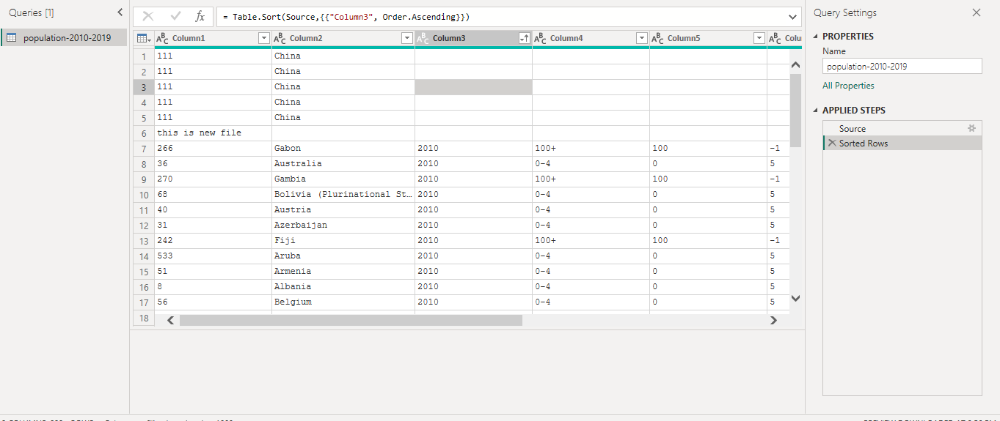 Queries [1]
population-2010-2019
fx
= Table.Sort(Source,{{"Column3", Order.Ascending}})
Column1 Column2 Column3 Column4 Column5
1 111 China
2 111 China
3 111 China
4 111 China
5 111 China
6 this is new file
7 266 Gabon 2010 100+ 100 -1
8 36 Australia 2010 0-4 0 5
9 270 Gambia 2010 100+ 100 -1
10 68 Bolivia (Plurinational St... 2010 0-4 0 5
11 40 Austria 2010 0-4 0 5
12 31 Azerbaijan 2010 0-4 0 5
13 242 Fiji 2010 100+ 100 -1
14 533 Aruba 2010 0-4 0 5
15 51 Armenia 2010 0-4 0 5
16 8 Albania 2010 0-4 0 5
17 56 Belgium 2010 0-4 0 5
18
Query Settings
PROPERTIES
Name
population-2010-2019
All Properties
APPLIED STEPS
Source
Sorted Rows